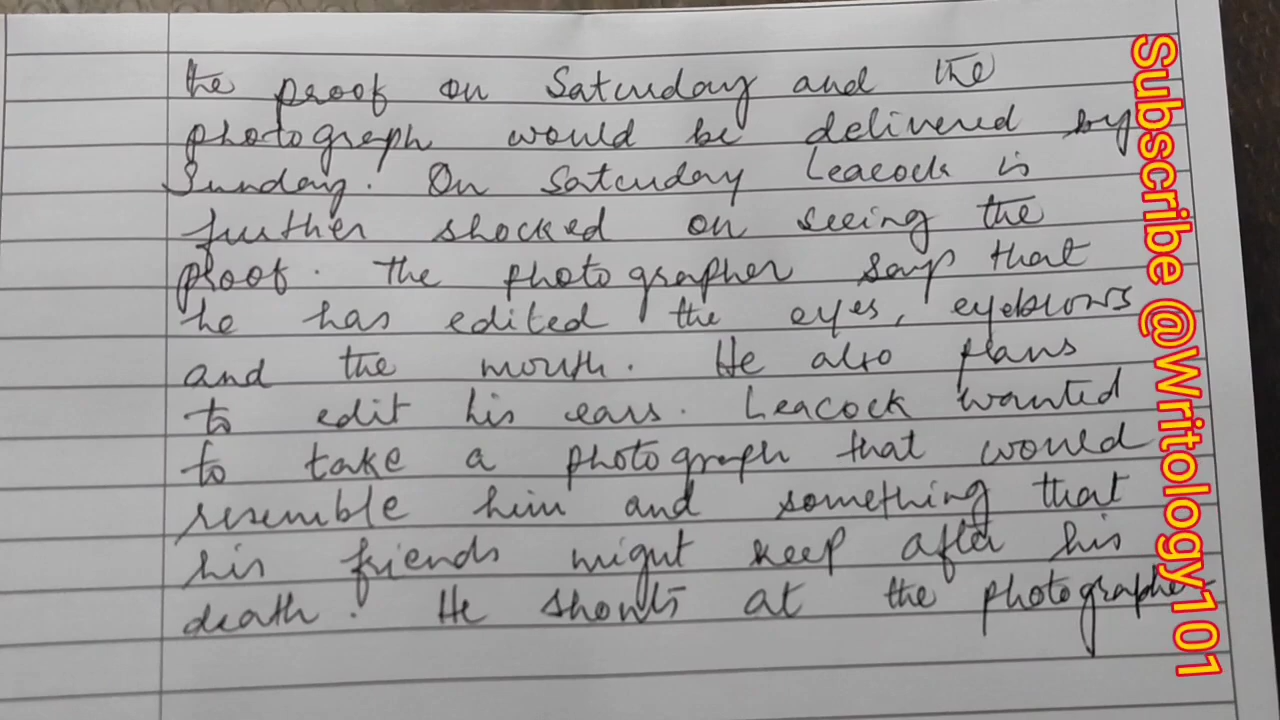 the proof on Saturday and the
photograph would be delivered by
Sunday. On Saturday Leacock is
further shocked on seeing the
proof. The photographer says that
he has edited the eyes, eyebrows
and the mouth. He also plans
to edit his ears. Leacock wanted
to take a photograph that would
resemble him and something that
his friends might keep after his
death. He shouts at the photographer
Subscribe @Writology101